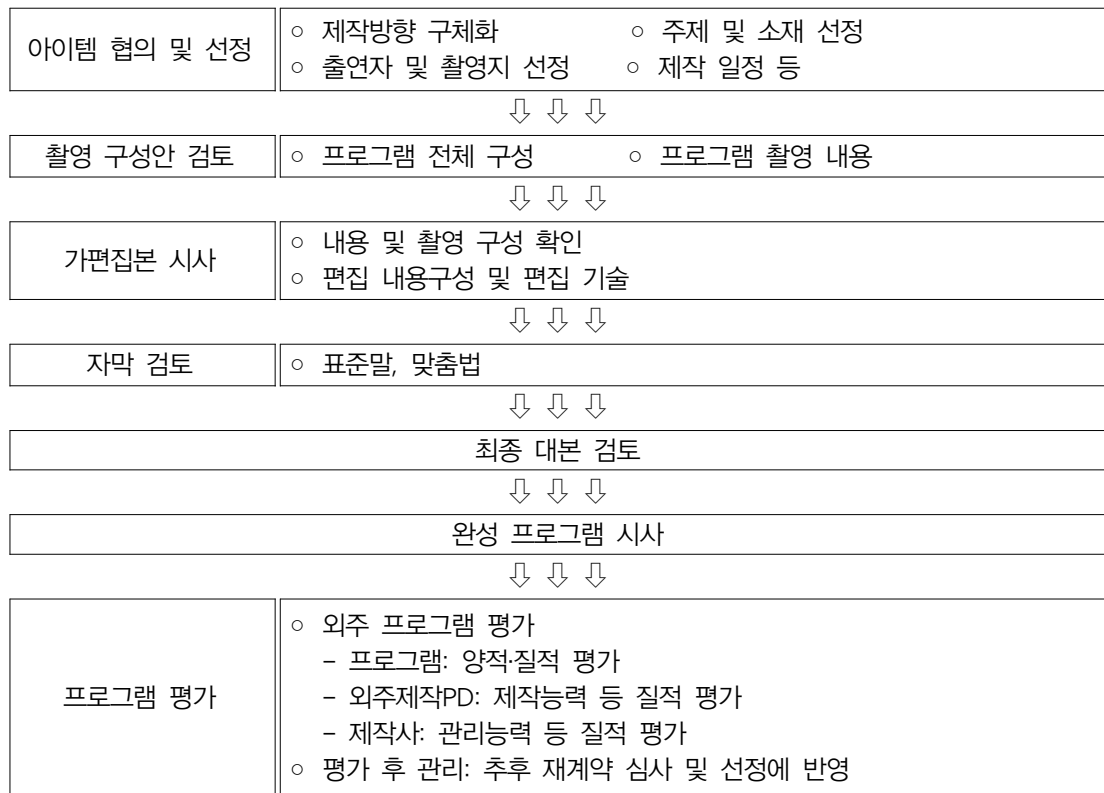 아이템 협의 및 선정
○ 제작방향 구체화 ○ 주제 및 소재 선정
○ 출연자 및 촬영지 선정 ○ 제작 일정 등
⇩ ⇩ ⇩
촬영 구성안 검토
○ 프로그램 전체 구성 ○ 프로그램 촬영 내용
⇩ ⇩ ⇩
가편집본 시사
○ 내용 및 촬영 구성 확인
○ 편집 내용구성 및 편집 기술
⇩ ⇩ ⇩
자막 검토
○ 표준말, 맞춤법
⇩ ⇩ ⇩
최종 대본 검토
⇩ ⇩ ⇩
완성 프로그램 시사
⇩ ⇩ ⇩
프로그램 평가
○ 외주 프로그램 평가
- 프로그램: 양적·질적 평가
- 외주제작PD: 제작능력 등 질적 평가
- 제작사: 관리능력 등 질적 평가
○ 평가 후 관리: 추후 재계약 심사 및 선정에 반영